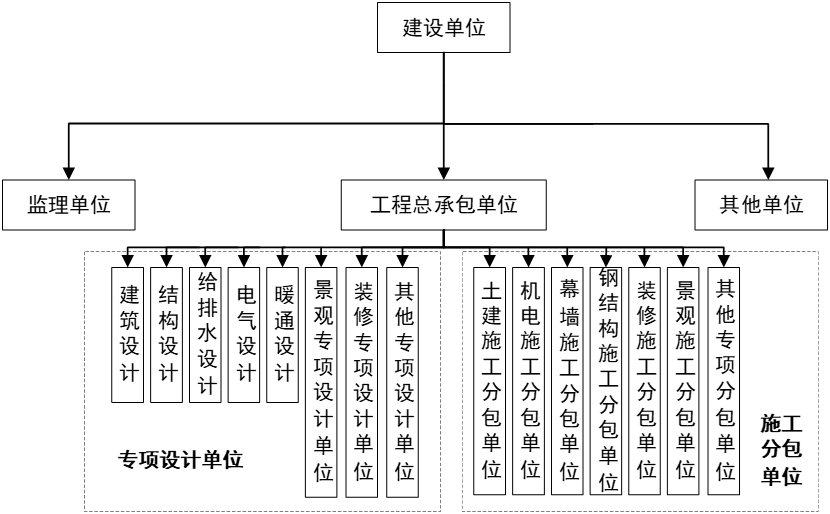 建设单位
监理单位
工程总承包单位
其他单位
建筑设计
结构设计
给排水设计
电气设计
暖通设计
景观专项设计单位
装修专项设计单位
其他专项设计单位
专项设计单位
土建施工分包单位
机电施工分包单位
幕墙施工分包单位
钢结构施工分包单位
装修施工分包单位
景观施工分包单位
其他专项分包单位
施工
分包
单位